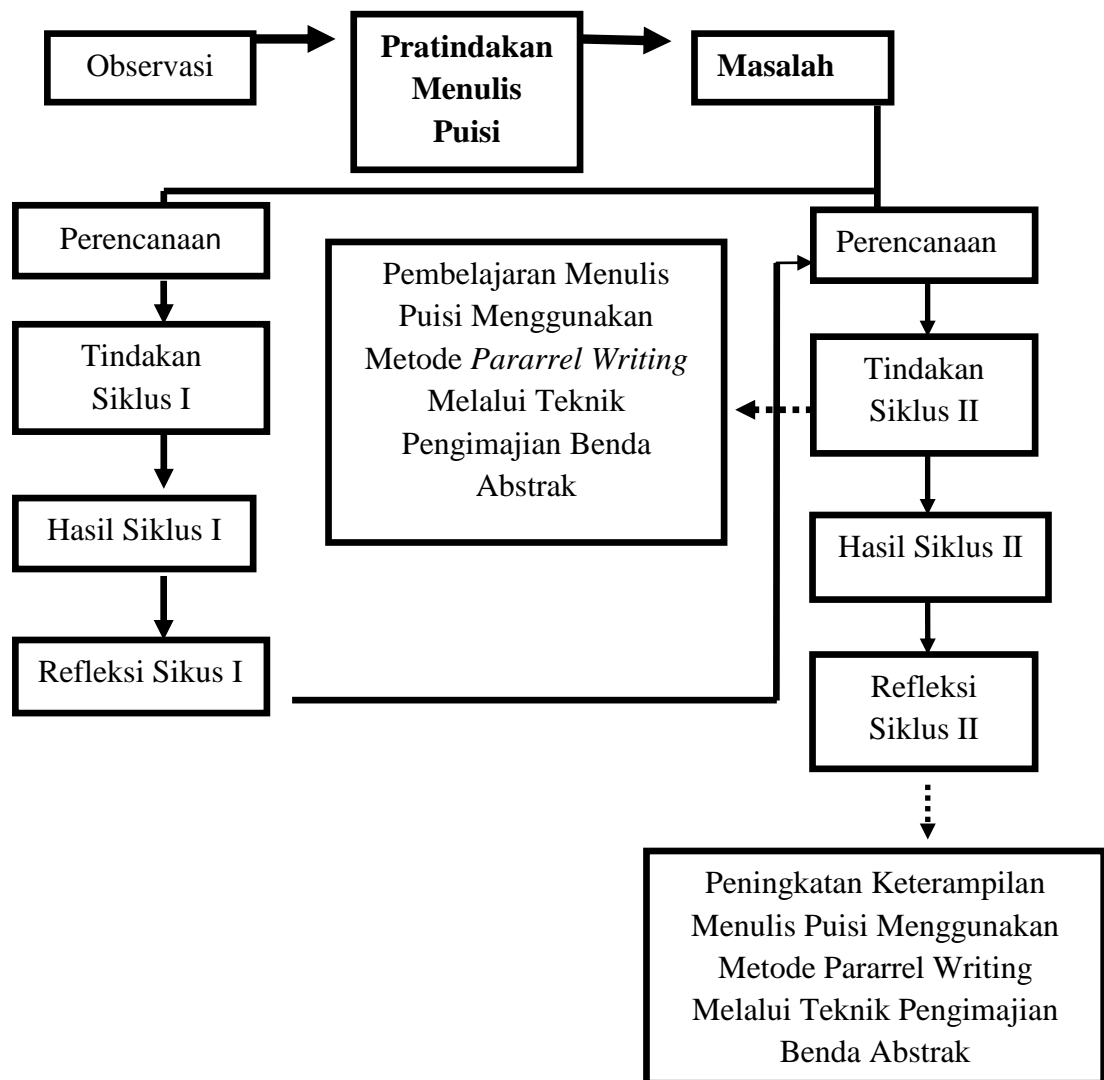 Observasi
Pratindakan
Menulis
Puisi
Masalah
Perencanaan
Tindakan
Siklus I
Hasil Siklus I
Refleksi Sikus I
Pembelajaran Menulis
Puisi Menggunakan
Metode Pararrel Writing
Melalui Teknik
Pengimajian Benda
Abstrak
Perencanaan
Tindakan
Siklus II
Hasil Siklus II
Refleksi
Siklus II
Peningkatan Keterampilan
Menulis Puisi Menggunakan
Metode Pararrel Writing
Melalui Teknik Pengimajian
Benda Abstrak